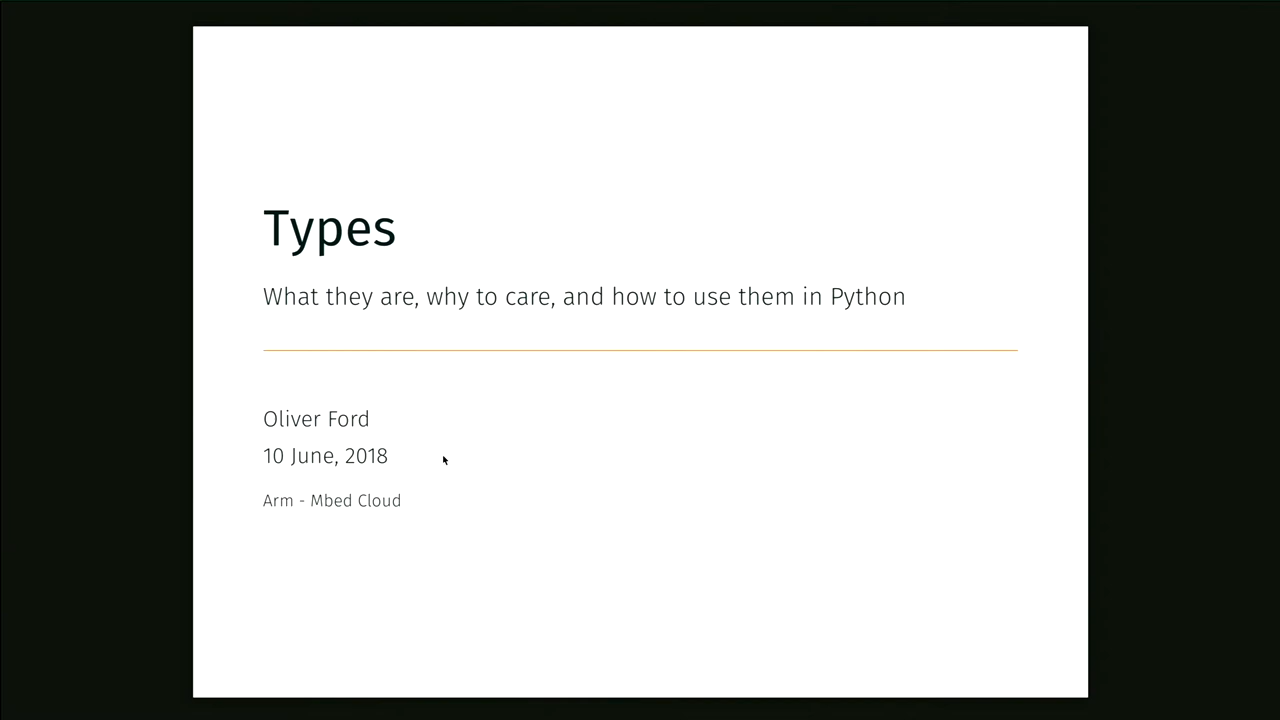 Types
What they are, why to care, and how to use them in Python
Oliver Ford
10 June, 2018
Arm - Mbed Cloud